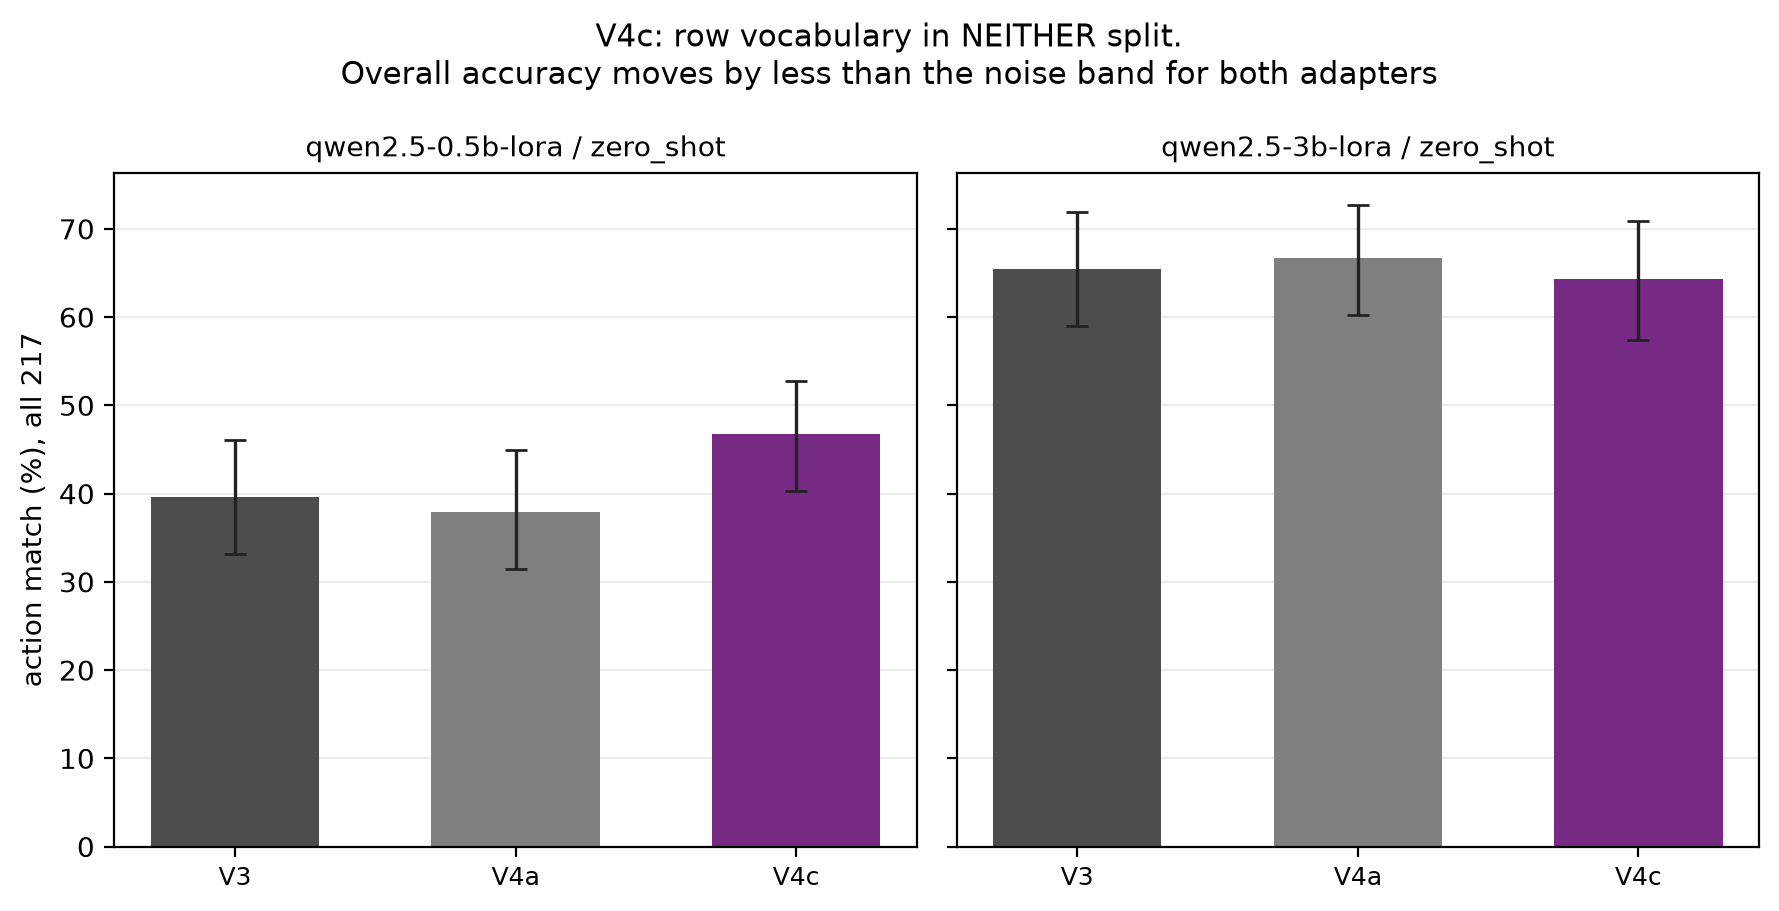 V4c: row vocabulary in NEITHER split.
Overall accuracy moves by less than the noise band for both adapters
qwen2.5-0.5b-lora / zero_shot
action match (%), all 217
70
60
50
40
30
20
10
0
V3
V4a
V4c
qwen2.5-3b-lora / zero_shot
V3
V4a
V4c